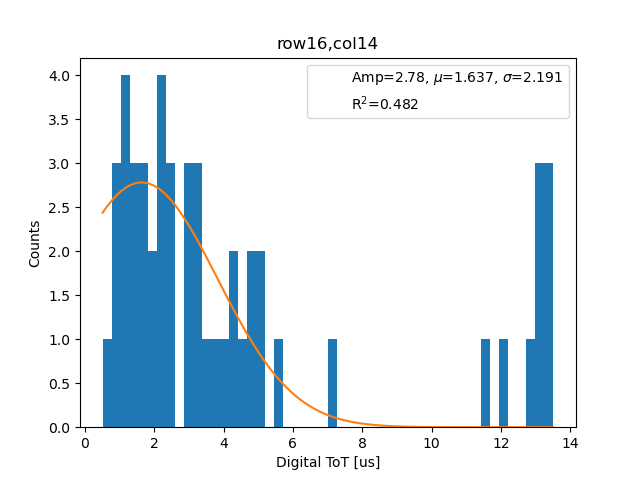 row16,col14
Amp=2.78, μ=1.637, σ=2.191
R²=0.482
4.0
3.5
3.0
2.5
2.0
1.5
1.0
0.5
0.0
Counts
0 2 4 6 8 10 12 14
Digital ToT [us]